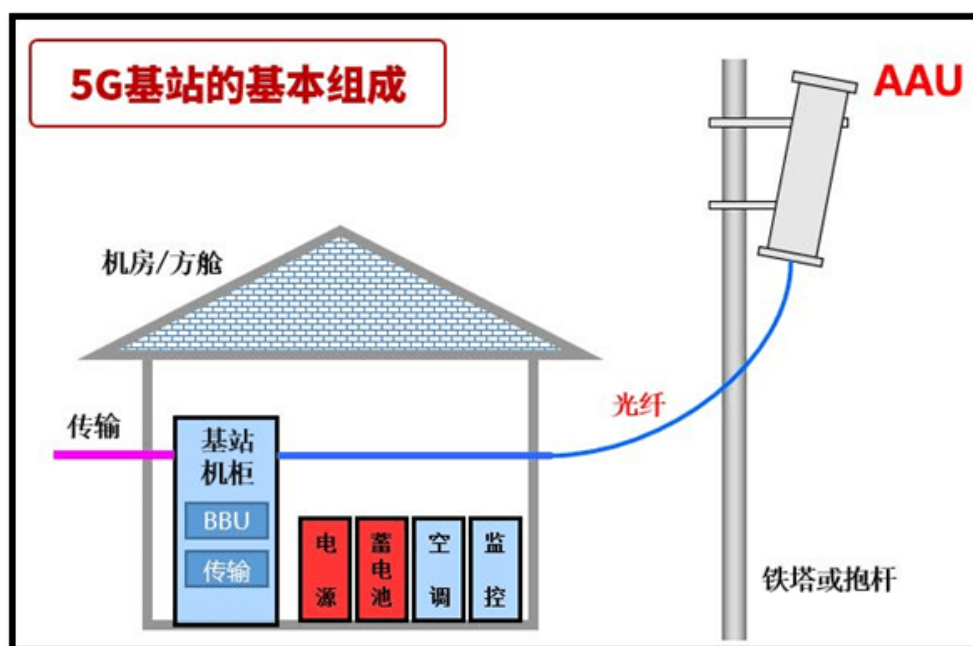 5G基站的基本组成
AAU
机房/方舱
光纤
传输
基站
机柜
BBU
传输
电源
蓄电池
空调
监控
铁塔或抱杆